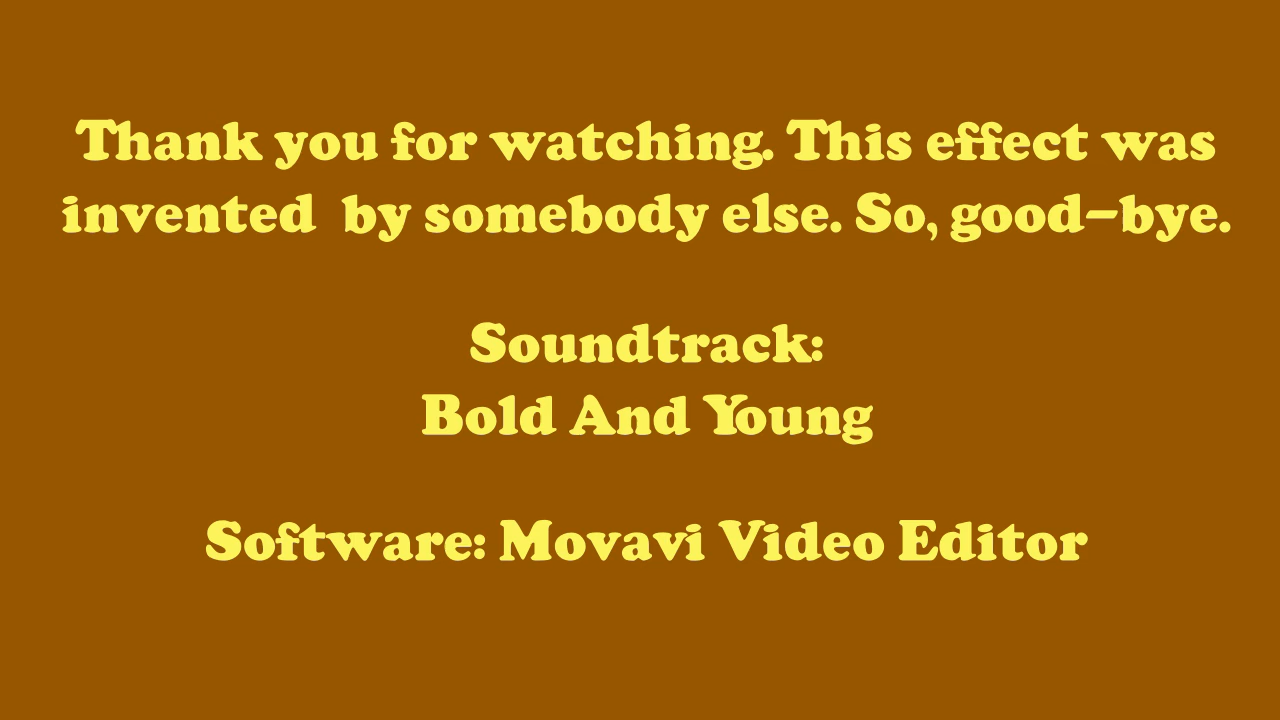 Thank you for watching. This effect was
invented  by somebody else. So, good–bye.
Soundtrack:
Bold And Young
Software: Movavi Video Editor